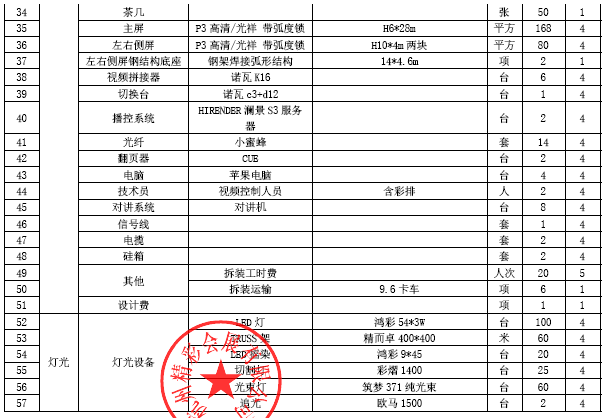 34 茶几 张 50 1
35 主屏 P3 高清/光祥 带弧度锁 H6*28m 平方 168 4
36 左右侧屏 P3 高清/光祥 带弧度锁 H10*4m 两块 平方 80 4
37 左右侧屏钢结构底座 钢架焊接弧形结构 14*4.6m 项 2 1
38 视频拼接器 诺瓦 K16 台 6 4
39 切换台 诺瓦 c3+d12 台 1 4
40 播控系统 HIRENDER 澜景 S3 服务
器 台 2 4
41 光纤 小蜜蜂 套 14 4
42 翻页器 CUE 台 2 4
43 电脑 苹果电脑 台 4 4
44 技术员 视频控制人员 含彩排 人 2 4
45 对讲系统 对讲机 台 8 4
46 信号线 套 1 4
47 电揽 套 2 4
48 硅箱 套 2 4
49 其他 拆装工时费 人次 20 5
50 拆装运输 9.6 卡车 项 6 1
51 设计费 项 1 1
52 灯光 灯光设备 LED 灯 鸿彩 54*3W 台 100 4
53 TRUSS 架 精而卓 400*400 米 60 4
54 LED 摇染 鸿彩 9*45 台 20 4
55 切割灯 彩熠 1400 台 25 4
56 光束灯 筑梦 371 纯光束 台 60 4
57 追光 欧马 1500 台 2 4
杭州精彩会展有限公司